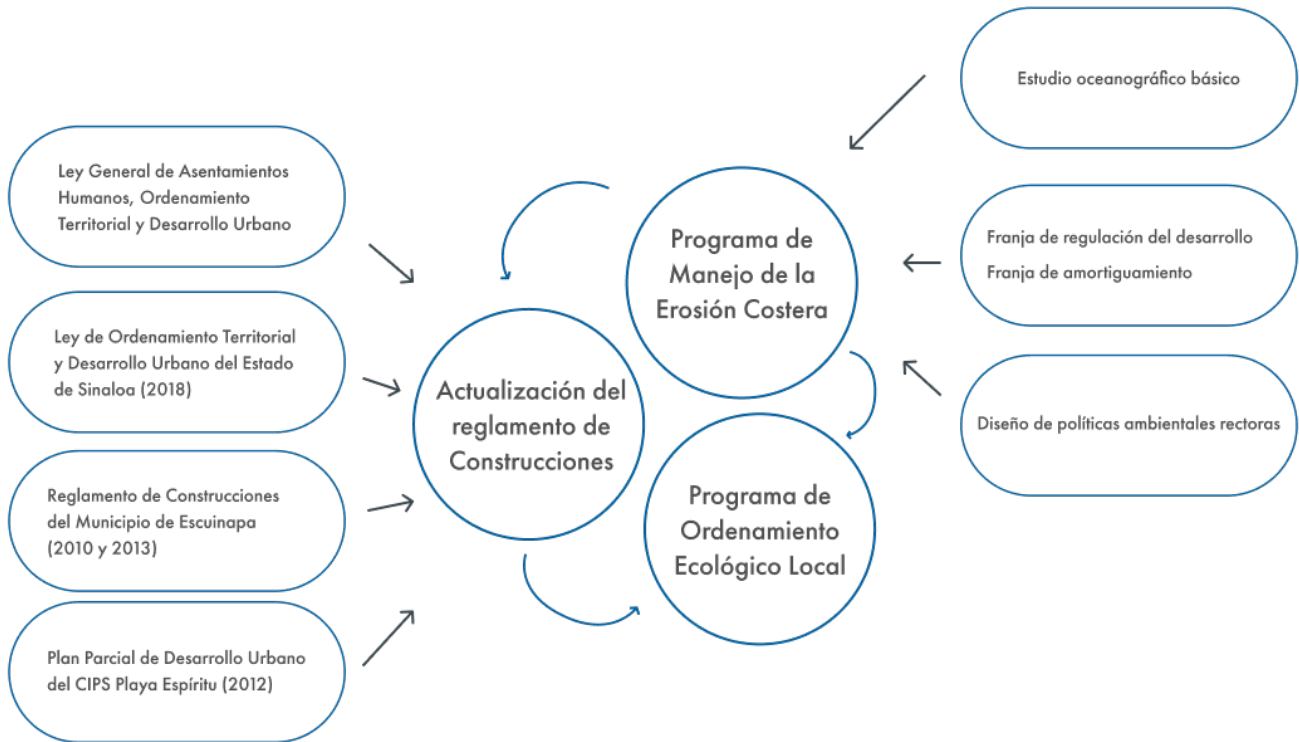 Ley General de Asentamientos
Humanos, Ordenamiento
Territorial y Desarrollo Urbano
Ley de Ordenamiento Territorial
y Desarrollo Urbano del Estado
de Sinaloa (2018)
Reglamento de Construcciones
del Municipio de Escuinapa
(2010 y 2013)
Plan Parcial de Desarrollo Urbano
del CIPS Playa Espíritu (2012)
Actualización del
reglamento de
Construcciones
Programa de
Manejo de la
Erosión Costera
Programa de
Ordenamiento
Ecológico Local
Estudio oceanográfico básico
Franja de regulación del desarrollo
Franja de amortiguamiento
Diseño de políticas ambientales rectoras